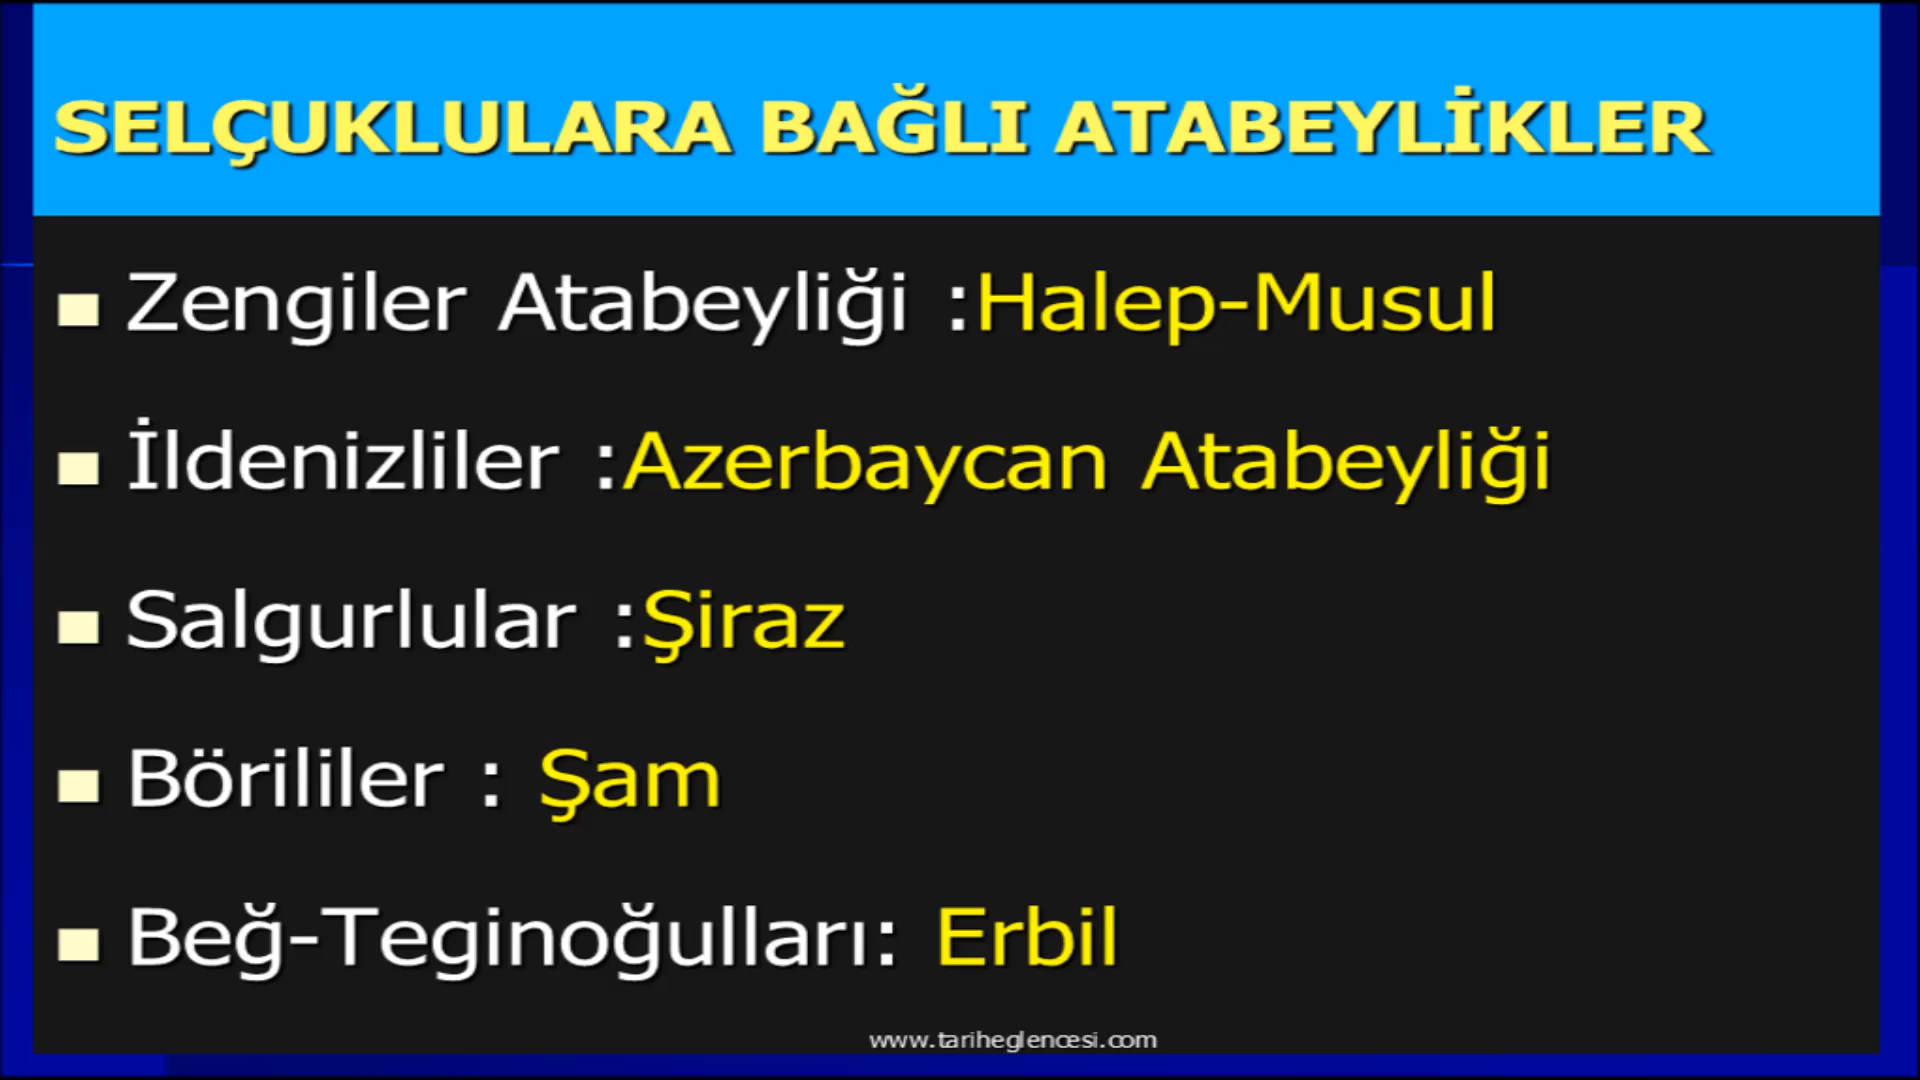 SELÇUKLULARA BAĞLI ATABEYLİKLER
Zengiler Atabeyliği :Halep-Musul
İldenizliler :Azerbaycan Atabeyliği
Salgurlular :Şiraz
Börililer : Şam
Beğ-Teginoğulları: Erbil
www.tariheglencesi.com